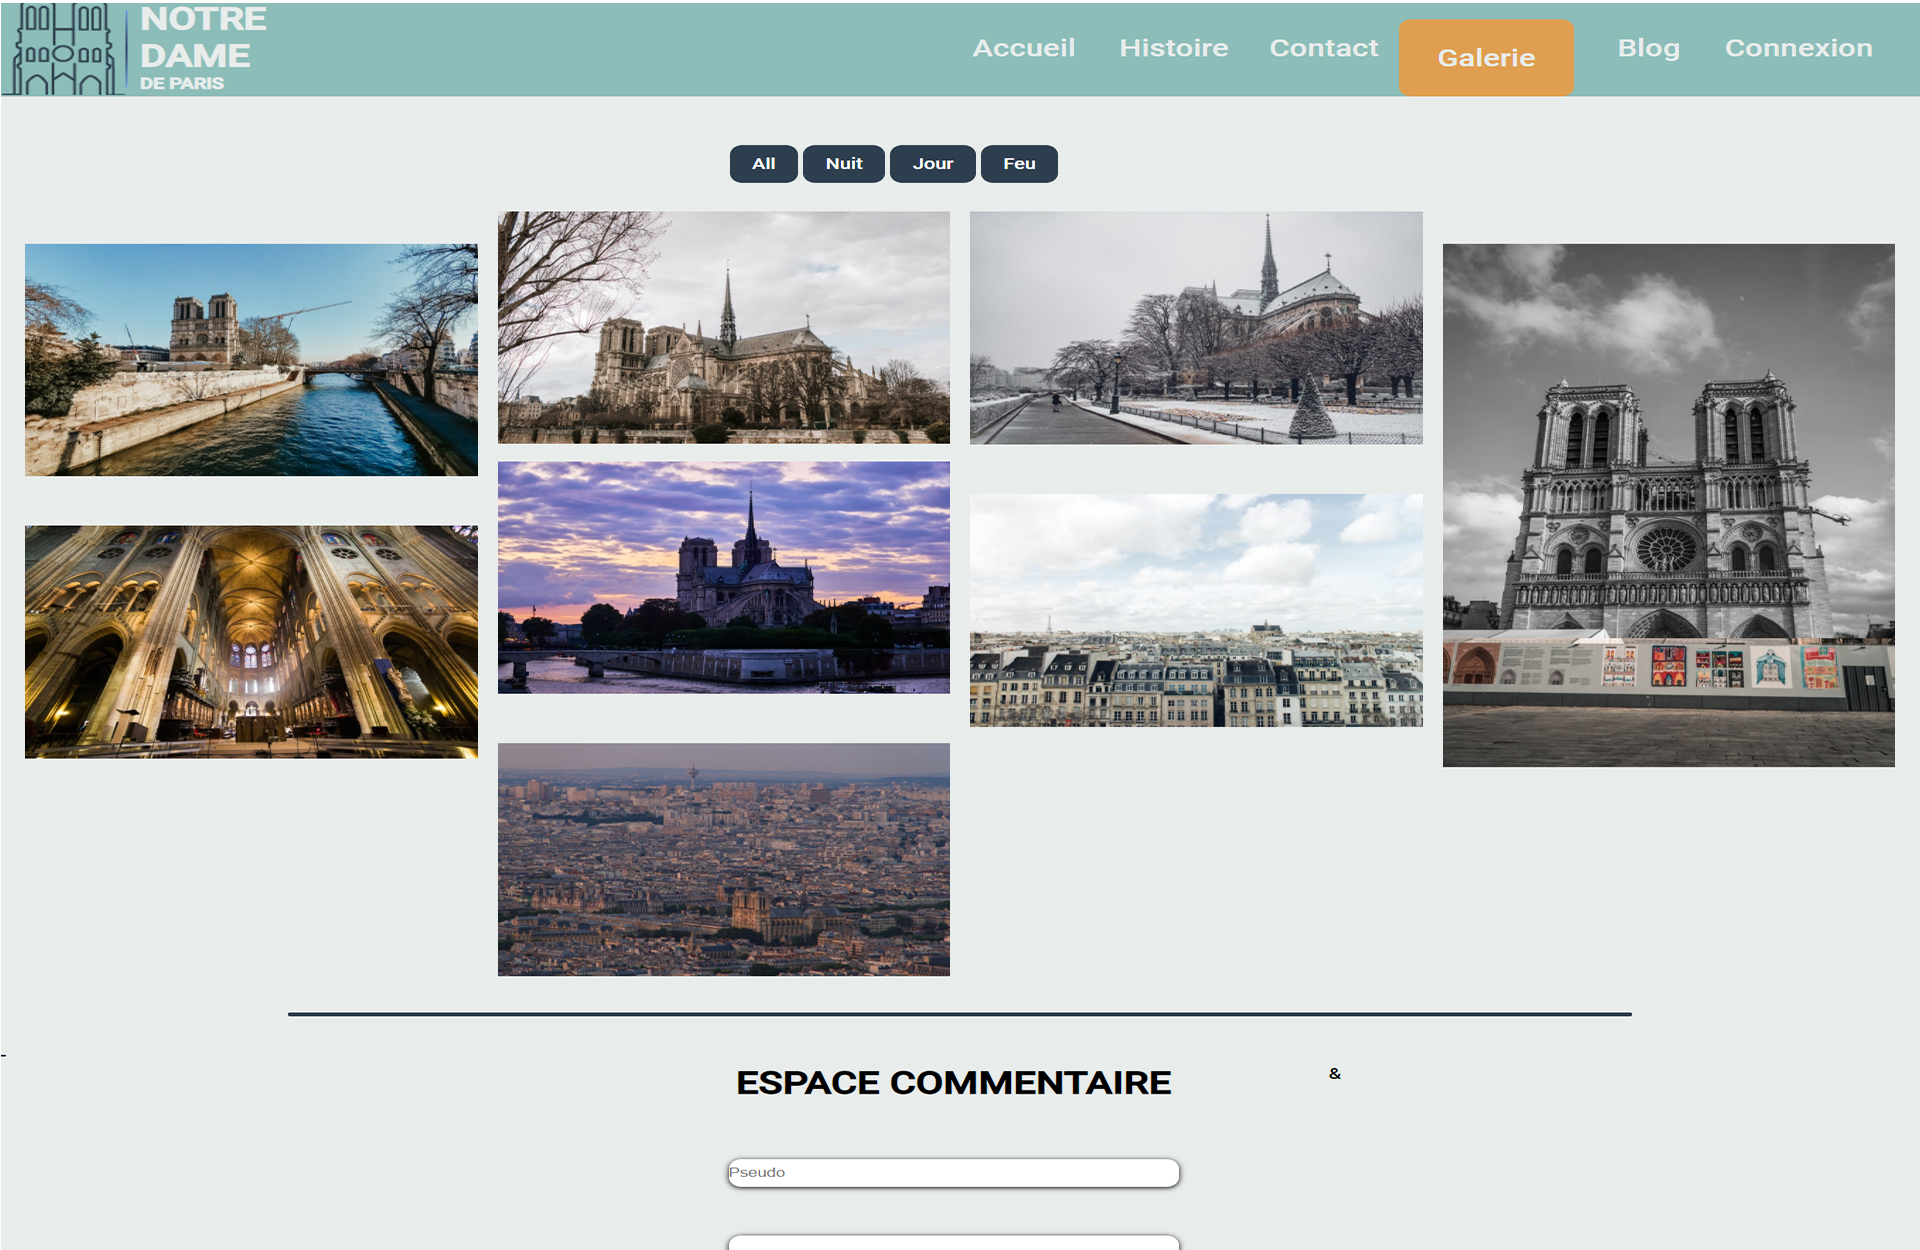 NOTRE
DAME
DE PARIS
Accueil Histoire Contact Galerie Blog Connexion
All Nuit Jour Feu
-
ESPACE COMMENTAIRE &
Pseudo